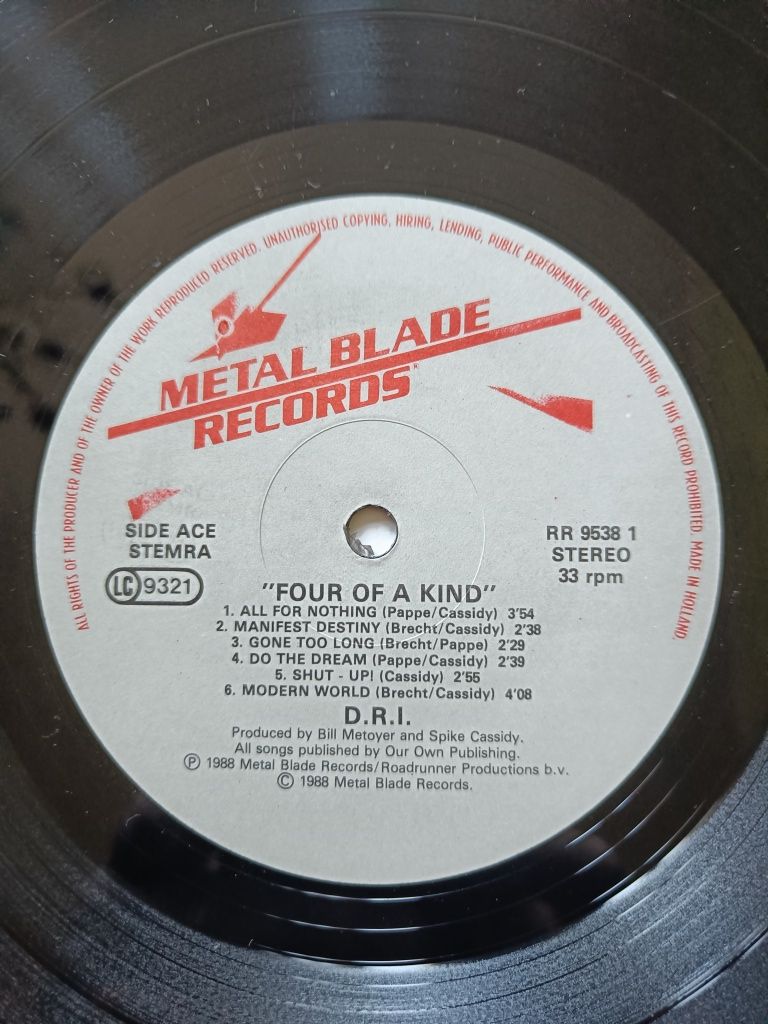 ALL RIGHTS OF THE PRODUCER AND OF THE OWNER OF THE WORK REPRODUCED RESERVED. UNAUTHORISED COPYING, HIRING, LENDING, PUBLIC PERFORMANCE AND BROADCASTING OF THIS RECORD PROHIBITED. MADE IN HOLLAND.
METAL BLADE
RECORDS
SIDE ACE
STEMRA
LC 9321
RR 9538 1
STEREO
33 rpm
"FOUR OF A KIND"
1. ALL FOR NOTHING (Pappe/Cassidy) 3'54
2. MANIFEST DESTINY (Brecht/Cassidy) 2'38
3. GONE TOO LONG (Brecht/Pappe) 2'29
4. DO THE DREAM (Pappe/Cassidy) 2'39
5. SHUT - UP! (Cassidy) 2'55
6. MODERN WORLD (Brecht/Cassidy) 4'08
D.R.I.
Produced by Bill Metoyer and Spike Cassidy.
All songs published by Our Own Publishing.
Ⓟ 1988 Metal Blade Records/Roadrunner Productions b.v.
© 1988 Metal Blade Records.